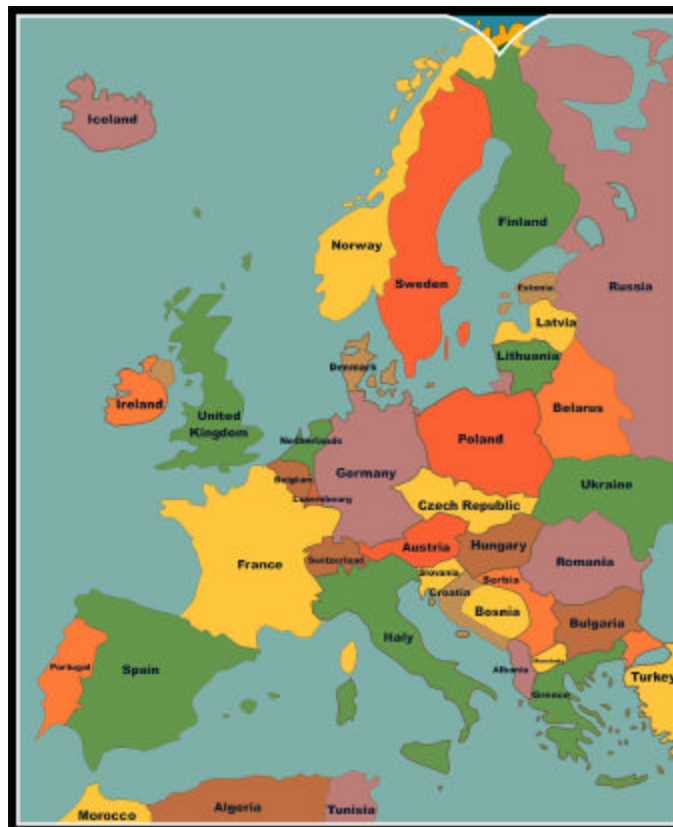 Iceland
Norway
Finland
Sweden
Estonia
Russia
Latvia
Lithuania
Denmark
Ireland
United
Kingdom
Belarus
Netherlands
Poland
Germany
Belgium
Ukraine
Luxembourg
Czech Republic
Austria
Hungary
France
Switzerland
Romania
Slovania
Serbia
Croatia
Bosnia
Bulgaria
Italy
Portugal
Spain
Albania
Turkey
Greece
Algeria
Morocco
Tunisia